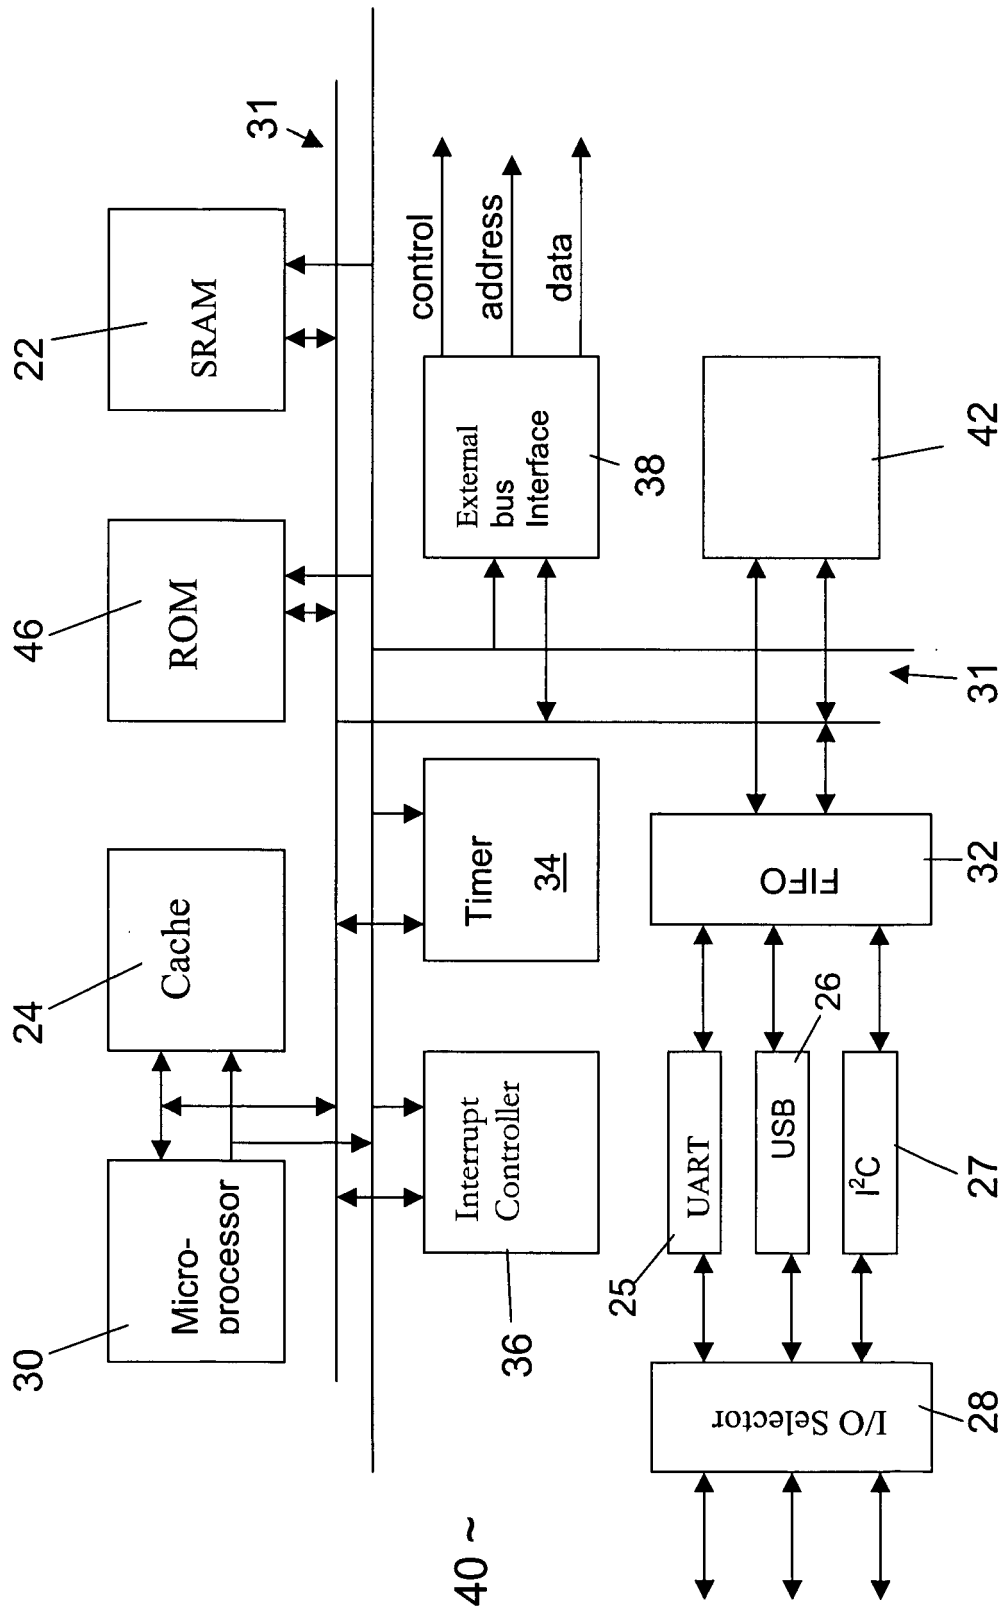 30
24
46
22
Micro-
processor
Cache
ROM
SRAM
31
Interrupt
Controller
Timer
34
External
bus
Interface
control
address
data
40 ~
36
38
25
UART
26
USB
I²C
27
I/O Selector
28
FIFO
32
31
42